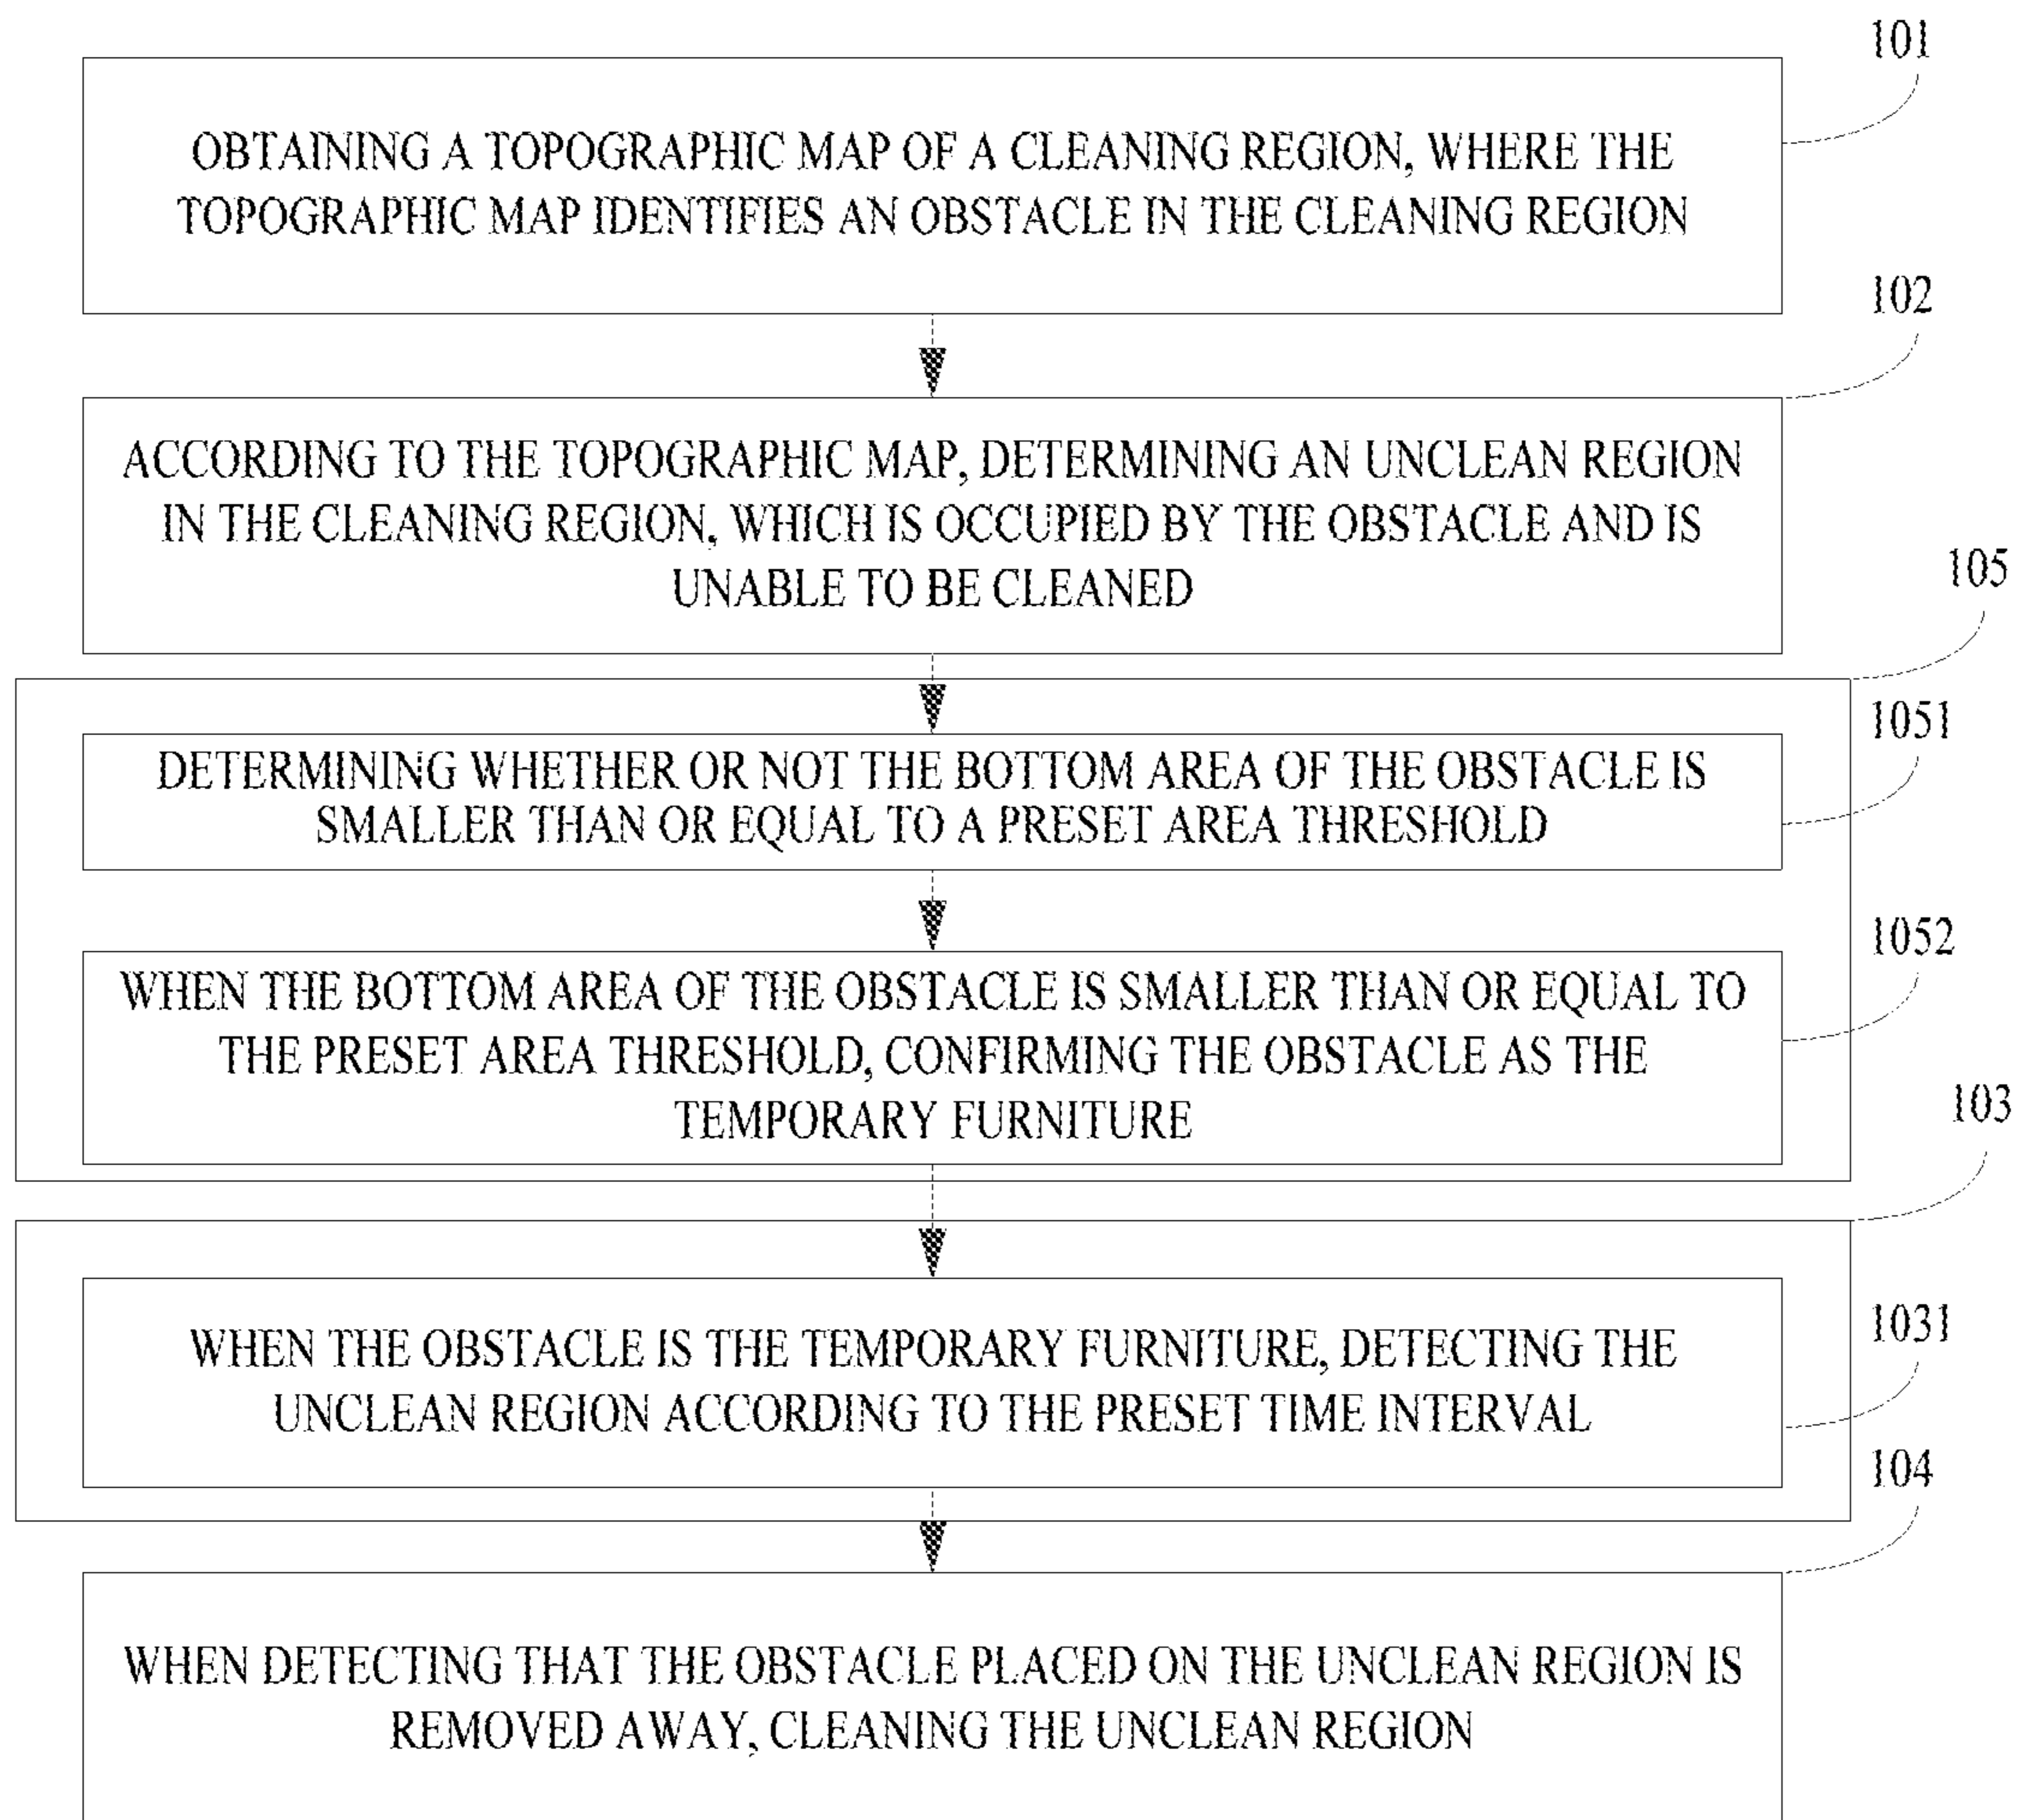 101
OBTAINING A TOPOGRAPHIC MAP OF A CLEANING REGION, WHERE THE
TOPOGRAPHIC MAP IDENTIFIES AN OBSTACLE IN THE CLEANING REGION
102
ACCORDING TO THE TOPOGRAPHIC MAP, DETERMINING AN UNCLEAN REGION
IN THE CLEANING REGION, WHICH IS OCCUPIED BY THE OBSTACLE AND IS
UNABLE TO BE CLEANED
105
1051
DETERMINING WHETHER OR NOT THE BOTTOM AREA OF THE OBSTACLE IS
SMALLER THAN OR EQUAL TO A PRESET AREA THRESHOLD
1052
WHEN THE BOTTOM AREA OF THE OBSTACLE IS SMALLER THAN OR EQUAL TO
THE PRESET AREA THRESHOLD, CONFIRMING THE OBSTACLE AS THE
TEMPORARY FURNITURE
103
1031
WHEN THE OBSTACLE IS THE TEMPORARY FURNITURE, DETECTING THE
UNCLEAN REGION ACCORDING TO THE PRESET TIME INTERVAL
104
WHEN DETECTING THAT THE OBSTACLE PLACED ON THE UNCLEAN REGION IS
REMOVED AWAY, CLEANING THE UNCLEAN REGION